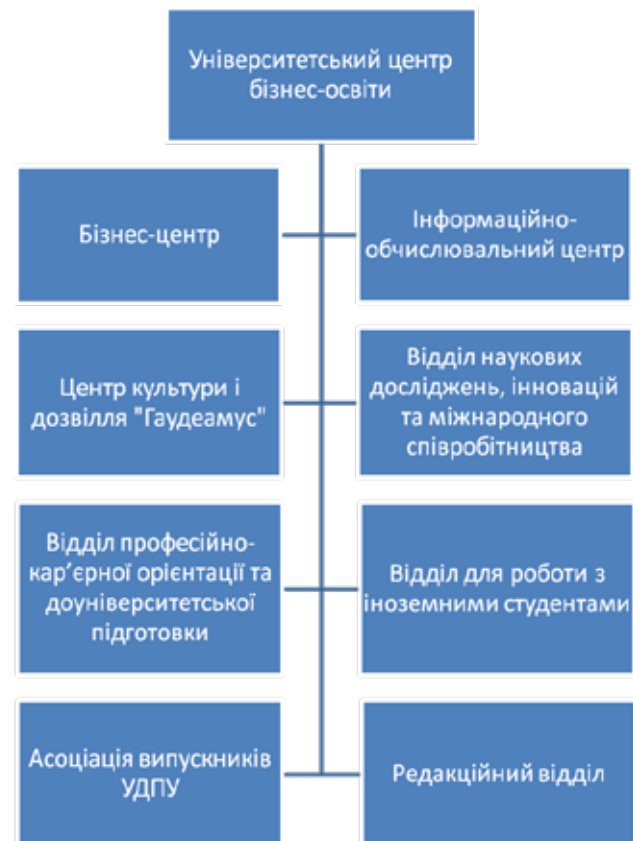 Університетський центр
бізнес-освіти
Бізнес-центр
Інформаційно-
обчислювальний центр
Центр культури і
дозвілля "Гаудеамус"
Відділ наукових
досліджень, інновацій
та міжнародного
співробітництва
Відділ професійно-
кар’єрної орієнтації та
доуніверситетської
підготовки
Відділ для роботи з
іноземними студентами
Асоціація випускників
УДПУ
Редакційний відділ